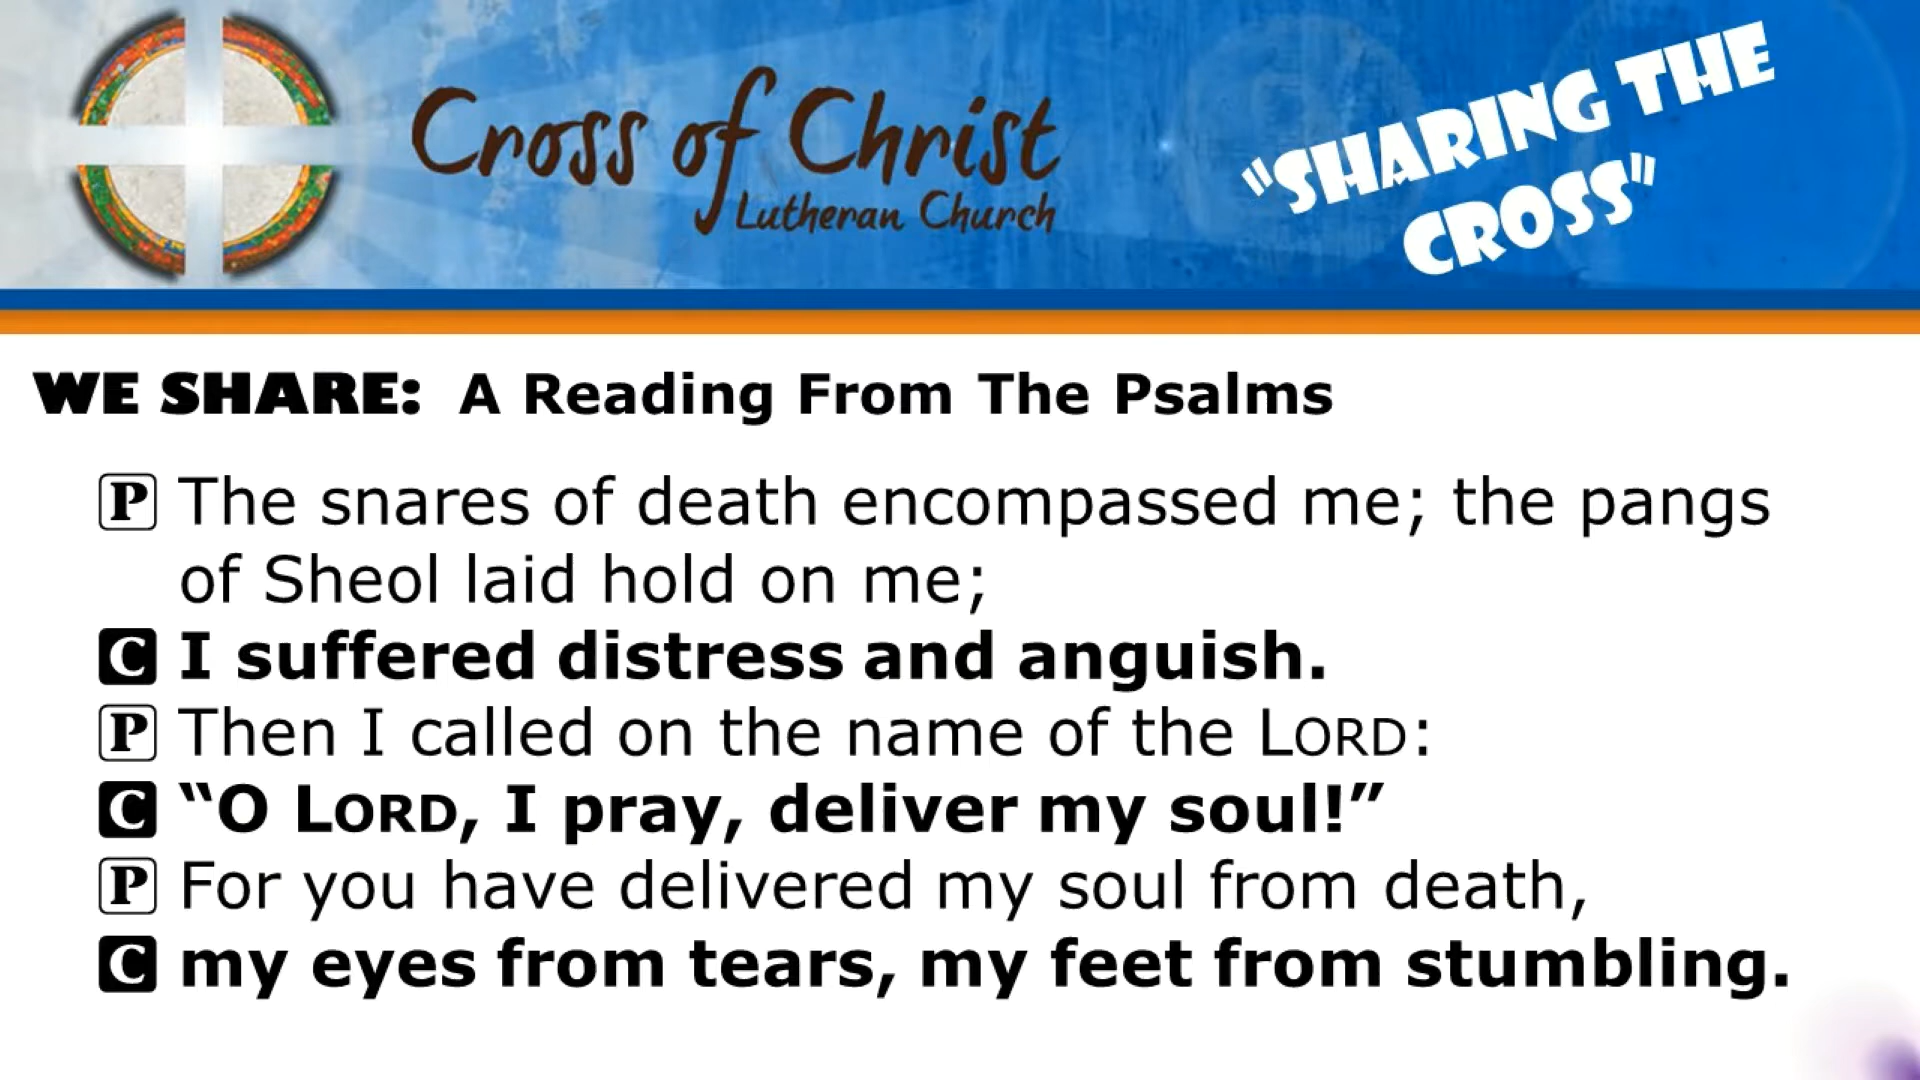 Cross of Christ
Lutheran Church
"SHARING THE
CROSS"
WE SHARE: A Reading From The Psalms
P The snares of death encompassed me; the pangs
of Sheol laid hold on me;
C I suffered distress and anguish.
P Then I called on the name of the LORD:
C “O LORD, I pray, deliver my soul!”
P For you have delivered my soul from death,
C my eyes from tears, my feet from stumbling.